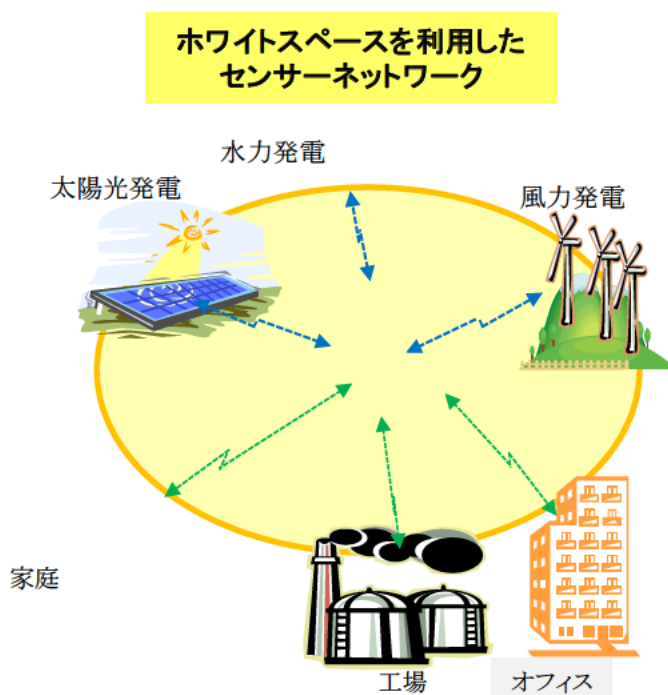 ホワイトスペースを利用した
センサーネットワーク
水力発電
太陽光発電
風力発電
家庭
工場
オフィス